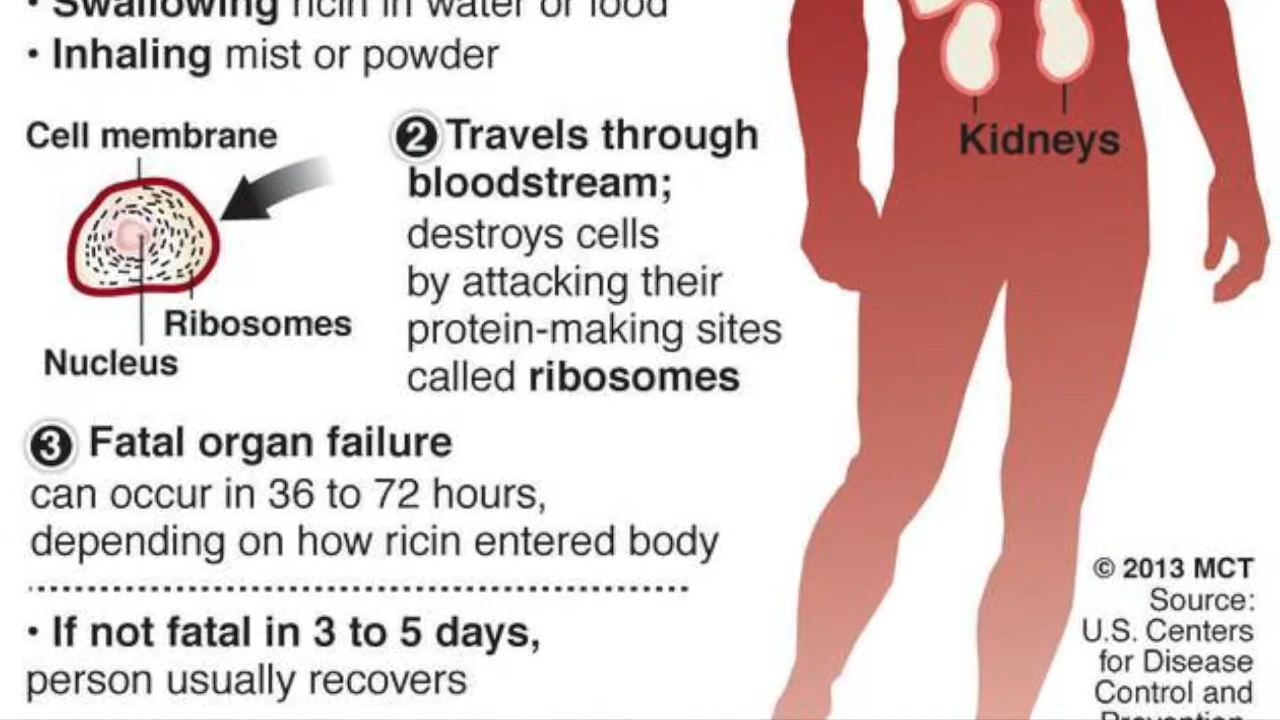 • Swallowing ricin in water or food
• Inhaling mist or powder
Cell membrane
Ribosomes
Nucleus
2 Travels through
bloodstream;
destroys cells
by attacking their
protein-making sites
called ribosomes
Kidneys
3 Fatal organ failure
can occur in 36 to 72 hours,
depending on how ricin entered body
• If not fatal in 3 to 5 days,
person usually recovers
© 2013 MCT
Source:
U.S. Centers
for Disease
Control and
Prevention